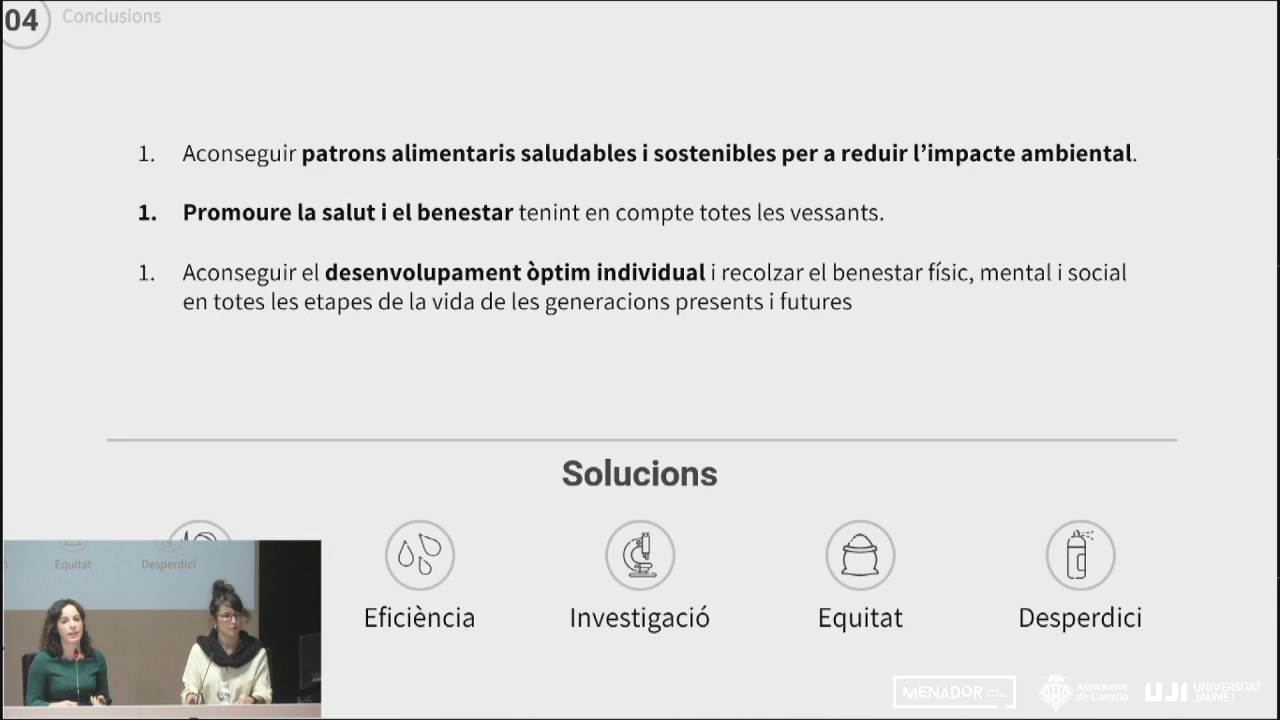 04
Conclusions
1. Aconseguir patrons alimentaris saludables i sostenibles per a reduir l’impacte ambiental.
1. Promoure la salut i el benestar tenint en compte totes les vessants.
1. Aconseguir el desenvolupament òptim individual i recolzar el benestar físic, mental i social
en totes les etapes de la vida de les generacions presents i futures
Solucions
Eficiència
Investigació
Equitat
Desperdici
Equitat
Desperdici
MENADOR
Ajuntament
de Castelló
UJI UNIVERSITAT
JAUME I